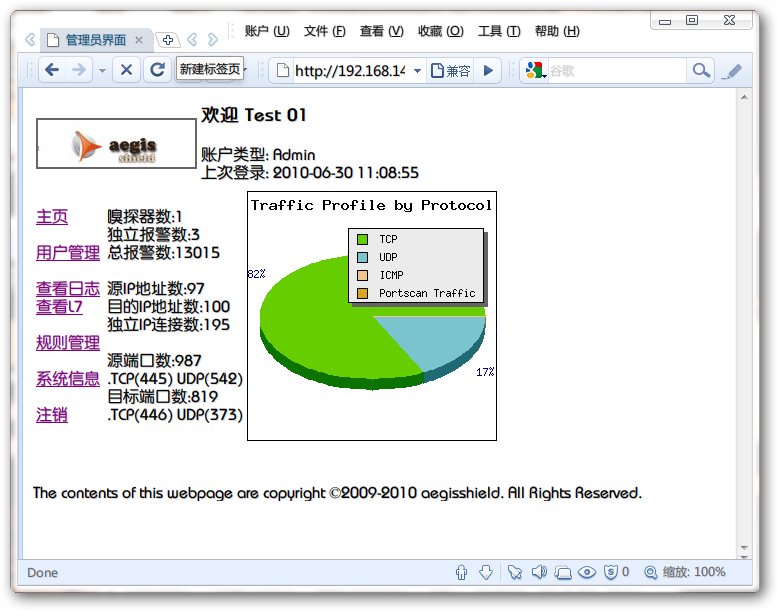 账户 (U) 文件 (F) 查看 (V) 收藏 (O) 工具 (T) 帮助 (H)
管理员界面
新建标签页
http://192.168.14
兼容
谷歌
aegis
shield
欢迎 Test 01
账户类型: Admin
上次登录: 2010-06-30 11:08:55
主页
用户管理
查看日志
查看L7
规则管理
系统信息
注销
嗅探器数:1
独立报警数:3
总报警数:13015
源IP地址数:97
目的IP地址数:100
独立IP连接数:195
源端口数:987
.TCP(445) UDP(542)
目标端口数:819
.TCP(446) UDP(373)
Traffic Profile by Protocol
TCP
UDP
ICMP
Portscan Traffic
82%
17%
The contents of this webpage are copyright ©2009-2010 aegisshield. All Rights Reserved.
Done
0
缩放: 100%